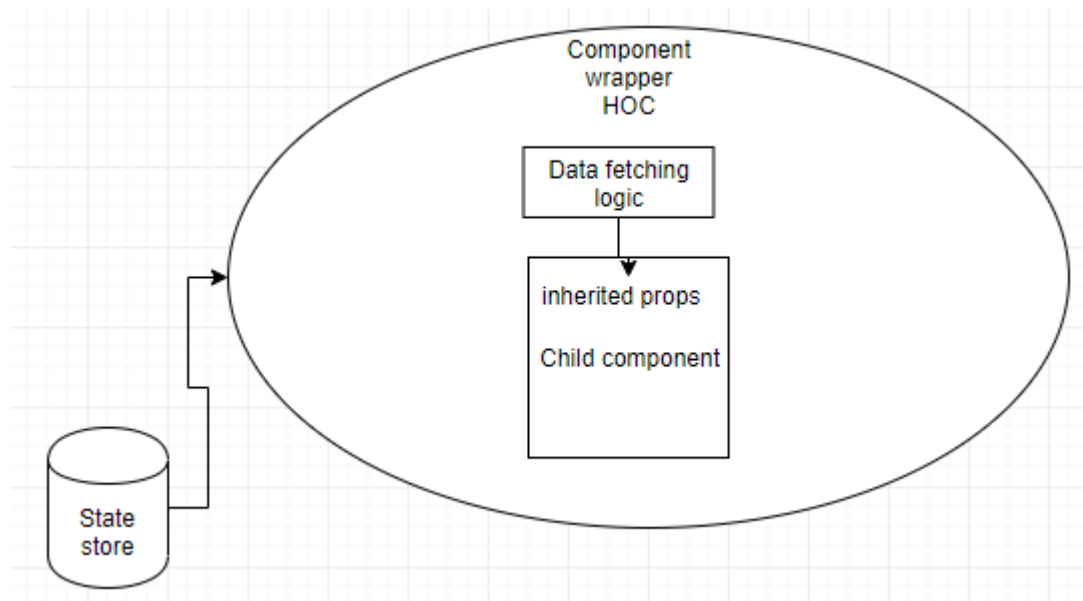 Component
wrapper
HOC
Data fetching
logic
inherited props
Child component
State
store